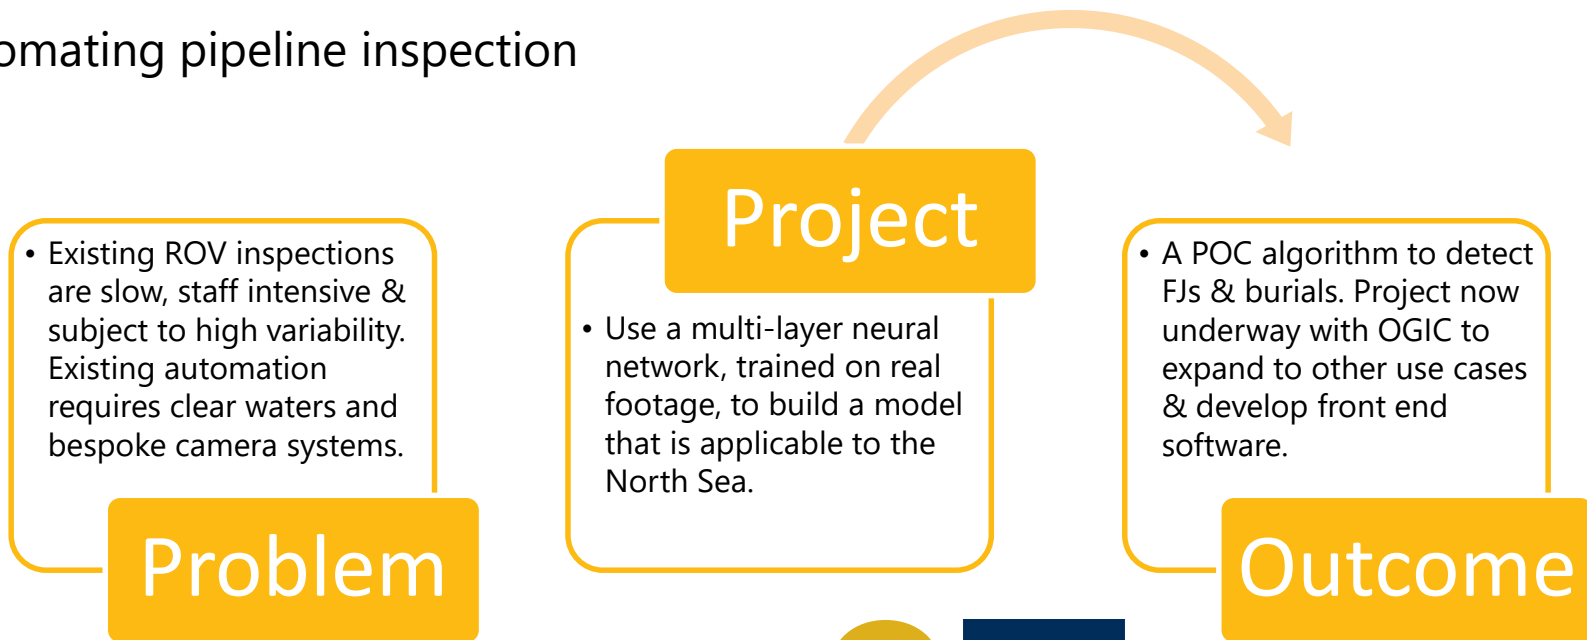 omating pipeline inspection
• Existing ROV inspections
are slow, staff intensive &
subject to high variability.
Existing automation
requires clear waters and
bespoke camera systems.
Problem
Project
• Use a multi-layer neural
network, trained on real
footage, to build a model
that is applicable to the
North Sea.
• A POC algorithm to detect
FJs & burials. Project now
underway with OGIC to
expand to other use cases
& develop front end
software.
Outcome